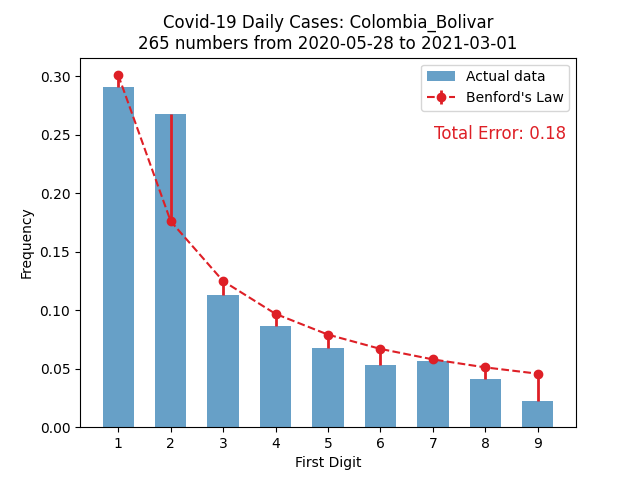 Covid-19 Daily Cases: Colombia_Bolivar
265 numbers from 2020-05-28 to 2021-03-01
Actual data
Benford's Law
Total Error: 0.18
0.30
0.25
0.20
0.15
0.10
0.05
0.00
Frequency
1 2 3 4 5 6 7 8 9
First Digit